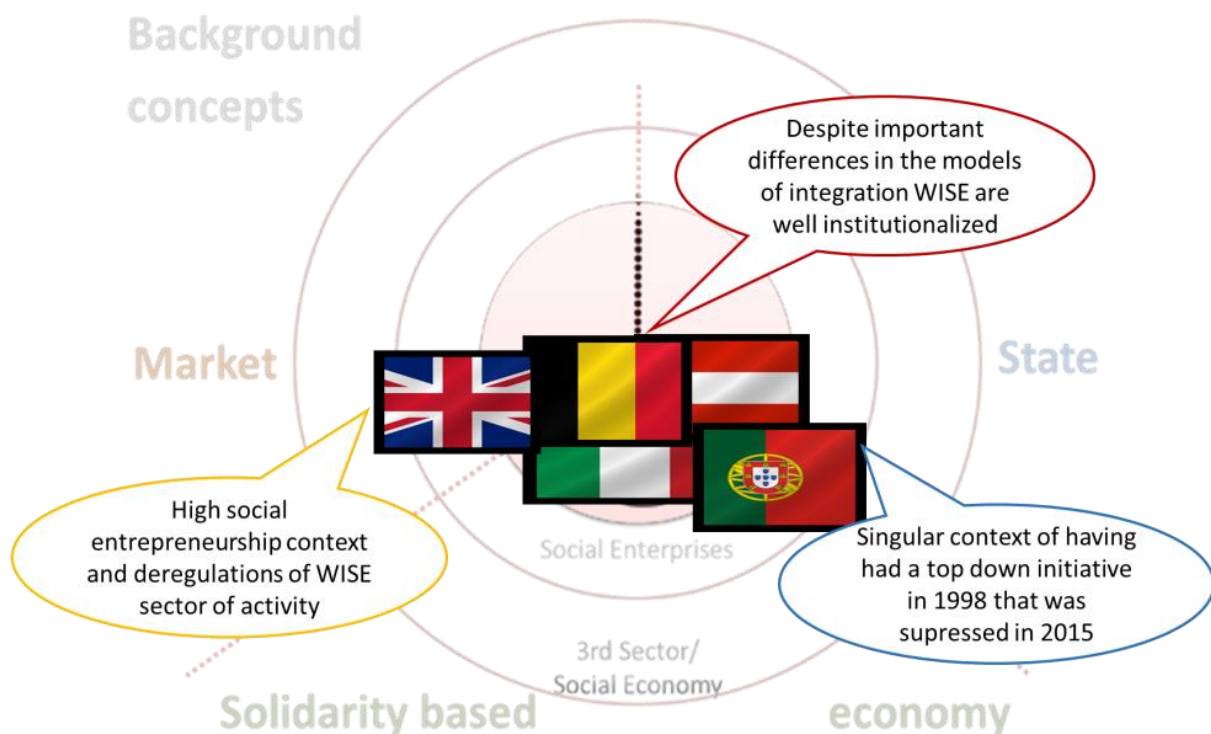 Background
concepts
Despite important
differences in the models
of integration WISE are
well institutionalized
Market
State
High social
entrepreneurship context
and deregulations of WISE
sector of activity
Social Enterprises
Singular context of having
had a top down initiative
in 1998 that was
supressed in 2015
3rd Sector/
Social Economy
Solidarity based
economy